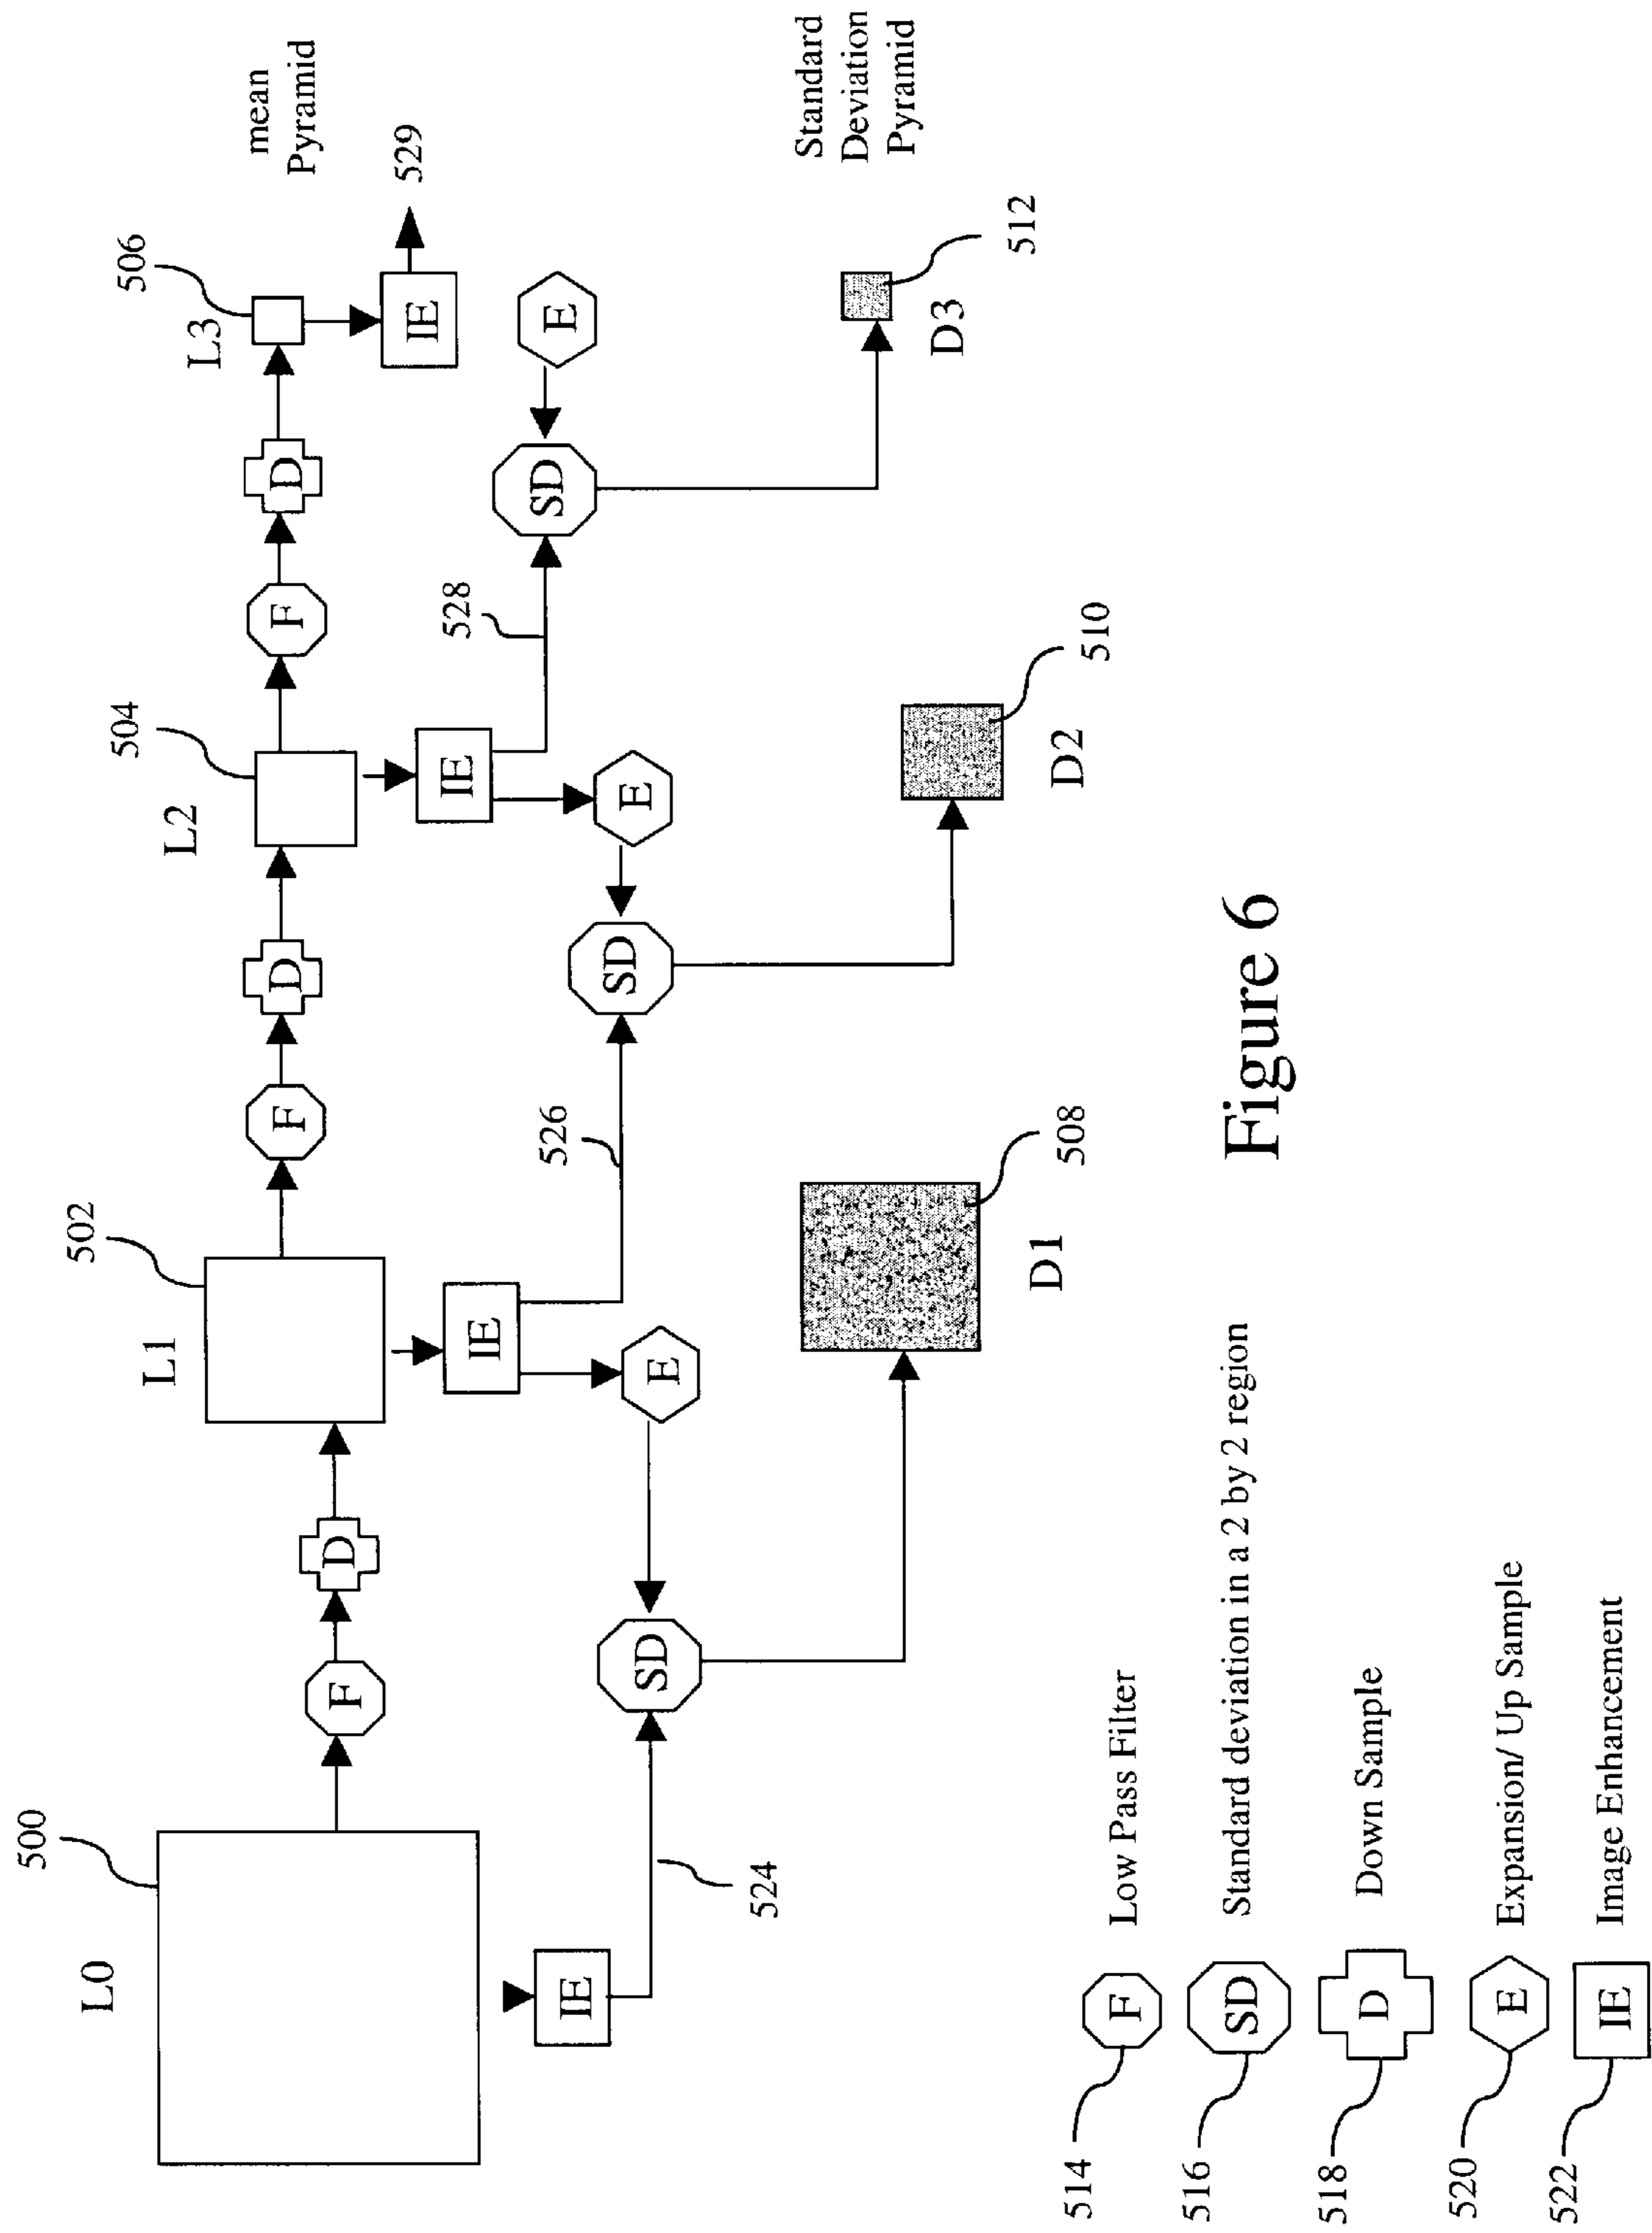 500
L0
502
L1
504
L2
506
L3
mean
Pyramid
F
D
F
D
F
D
IE
529
IE
IE
IE
E
E
E
SD
SD
SD
524
526
528
Standard
Deviation
Pyramid
D1
508
D2
510
D3
512
514
F
Low Pass Filter
516
SD
Standard deviation in a 2 by 2 region
518
D
Down Sample
520
E
Expansion/ Up Sample
522
IE
Image Enhancement
Figure 6